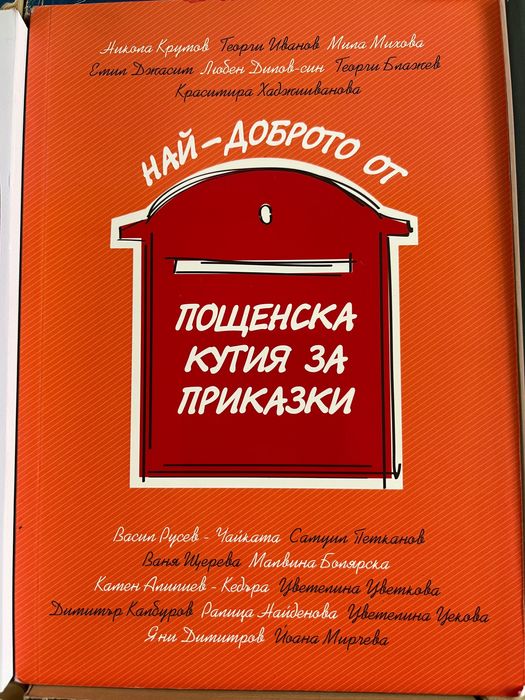 Никола Крумов Георги Иванов Мила Михова
Емил Джасим Любен Дилов-син Георги Блажев
Красимира Хаджииванова
НАЙ-ДОБРОТО ОТ
ПОЩЕНСКА
КУТИЯ ЗА
ПРИКАЗКИ
Васил Русев - Чайката Самуил Петканов
Ваня Щерева Малвина Болярска
Камен Алипиев - Кедъра Цветелина Цветкова
Димитър Калбуров Ралица Найденова Цветелина Цекова
Яни Димитров Йоана Мирчева